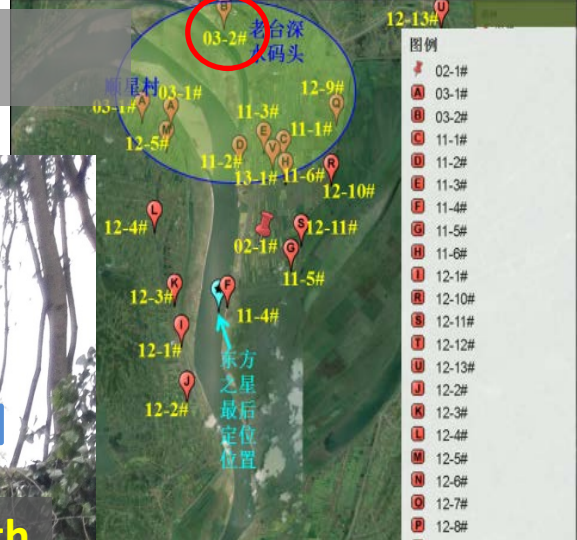 03-2#
老台深
水码头
12-13#
顺星村
03-1#
03-1#
12-5#
11-3#
12-9#
11-1#
11-2#
13-1#
11-6#
12-10#
12-4#
02-1#
12-11#
11-5#
12-3#
11-4#
12-1#
12-2#
东方
之星
最后
定位
位置
A
A
B
C
D
E
F
G
H
I
J
K
L
M
Q
R
S
U
V
图例
02-1#
A 03-1#
B 03-2#
C 11-1#
D 11-2#
E 11-3#
F 11-4#
G 11-5#
H 11-6#
I 12-1#
R 12-10#
S 12-11#
T 12-12#
U 12-13#
J 12-2#
K 12-3#
L 12-4#
M 12-5#
N 12-6#
O 12-7#
P 12-8#
th